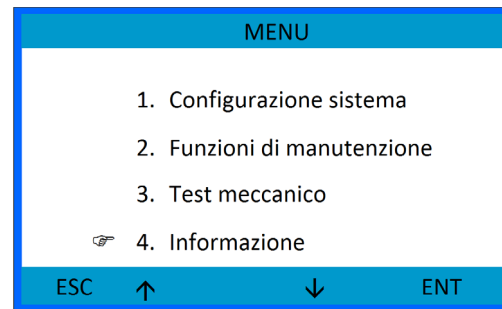 MENU
1. Configurazione sistema
2. Funzioni di manutenzione
3. Test meccanico
☞ 4. Informazione
ESC ↑ ↓ ENT